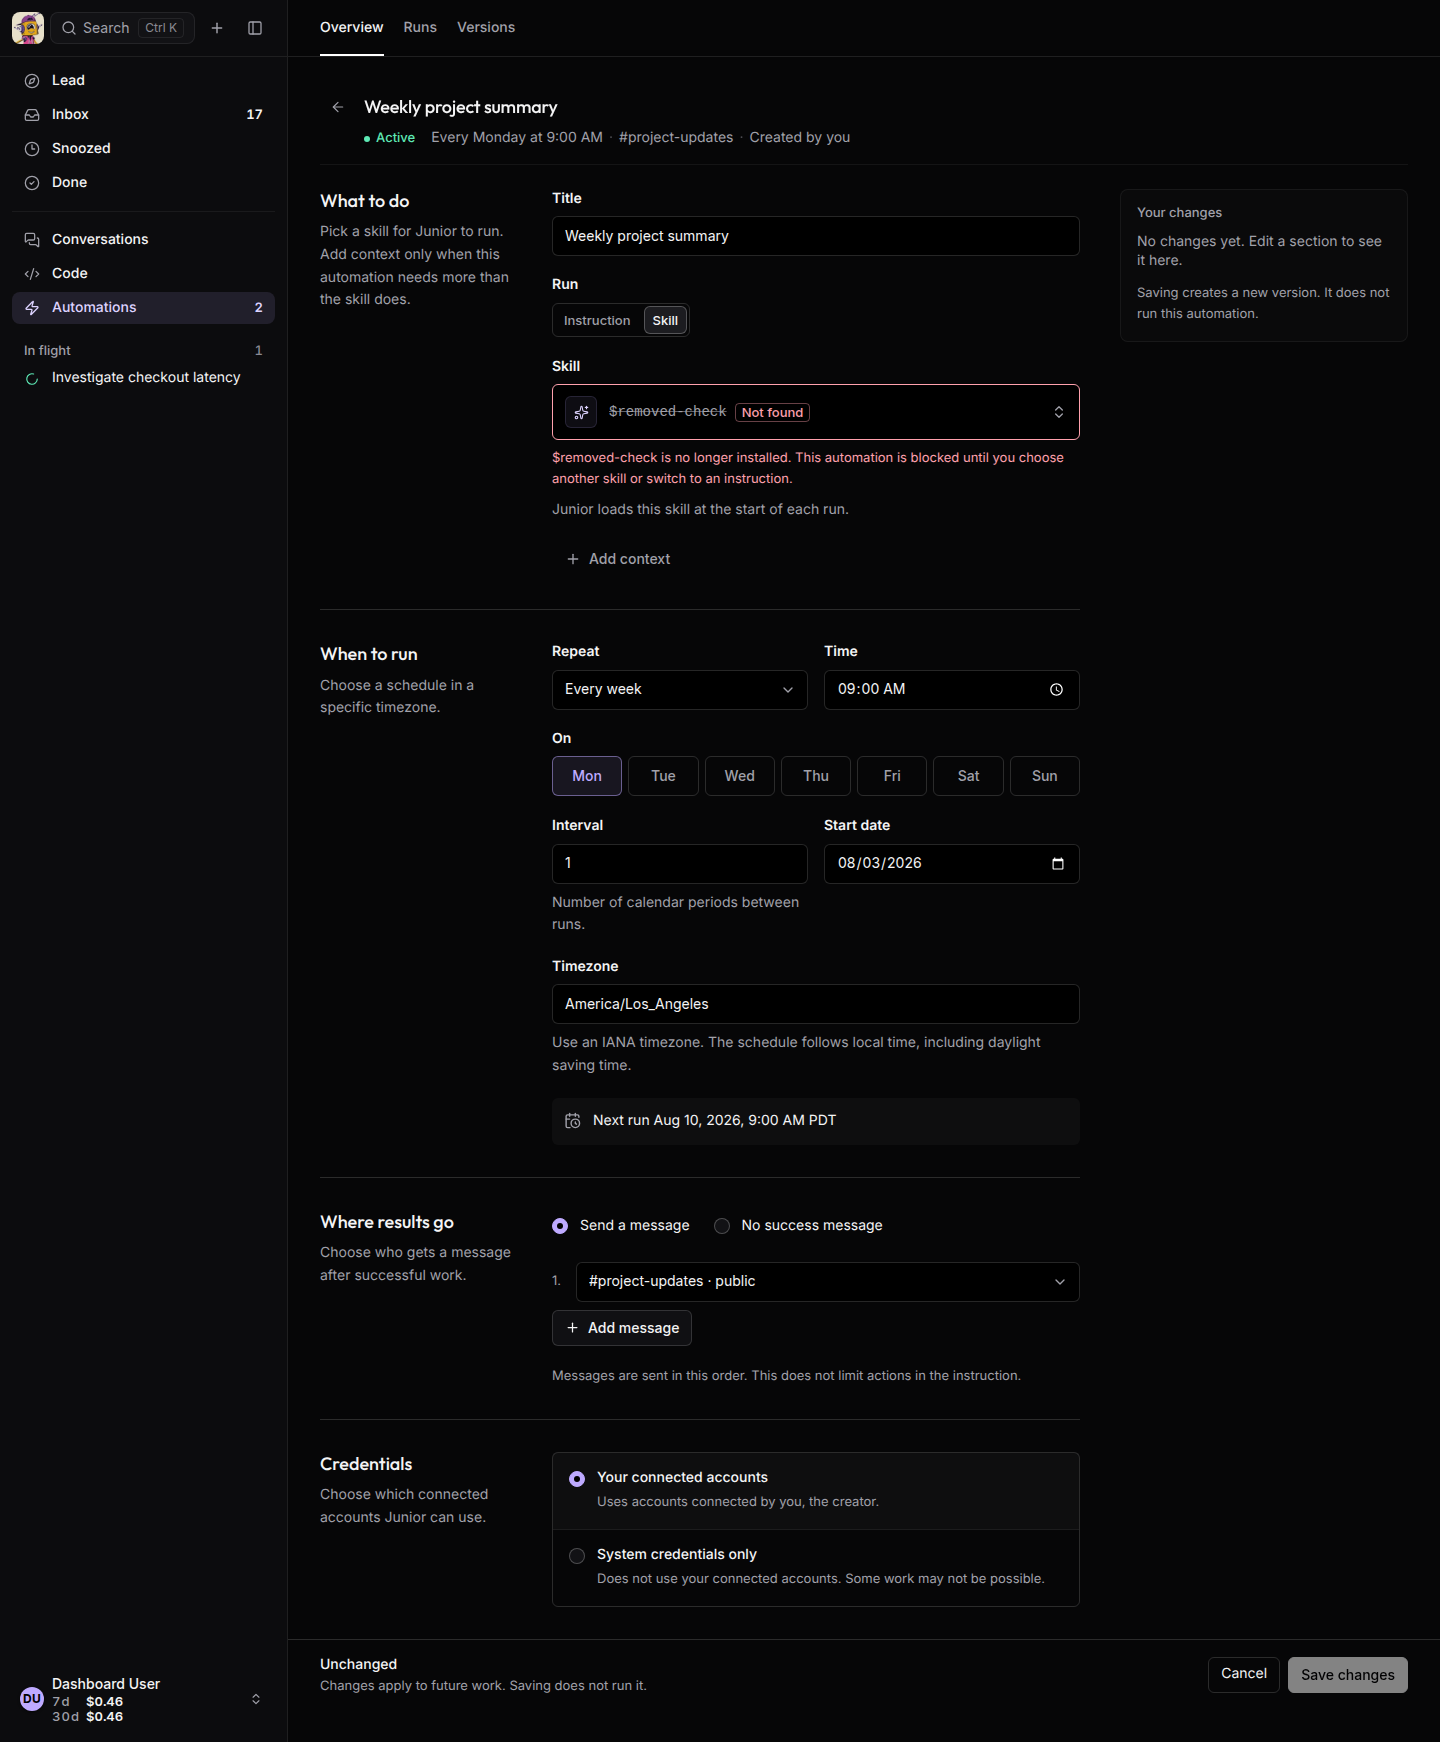 Search Ctrl K
Lead
Inbox 17
Snoozed
Done
Conversations
Code
Automations 2
In flight 1
Investigate checkout latency
Dashboard User
DU
7d $0.46
30d $0.46
Overview Runs Versions
Weekly project summary
Active Every Monday at 9:00 AM · #project-updates · Created by you
What to do
Pick a skill for Junior to run.
Add context only when this
automation needs more than
the skill does.
Title
Weekly project summary
Run
Instruction Skill
Skill
$removed-check Not found
$removed-check is no longer installed. This automation is blocked until you choose
another skill or switch to an instruction.
Junior loads this skill at the start of each run.
Add context
Your changes
No changes yet. Edit a section to see
it here.
Saving creates a new version. It does not
run this automation.
When to run
Choose a schedule in a
specific timezone.
Repeat Time
Every week 09:00 AM
On
Mon Tue Wed Thu Fri Sat Sun
Interval Start date
1 08/03/2026
Number of calendar periods between
runs.
Timezone
America/Los_Angeles
Use an IANA timezone. The schedule follows local time, including daylight
saving time.
Next run Aug 10, 2026, 9:00 AM PDT
Where results go
Choose who gets a message
after successful work.
Send a message No success message
1. #project-updates · public
Add message
Messages are sent in this order. This does not limit actions in the instruction.
Credentials
Choose which connected
accounts Junior can use.
Your connected accounts
Uses accounts connected by you, the creator.
System credentials only
Does not use your connected accounts. Some work may not be possible.
Unchanged
Changes apply to future work. Saving does not run it.
Cancel Save changes